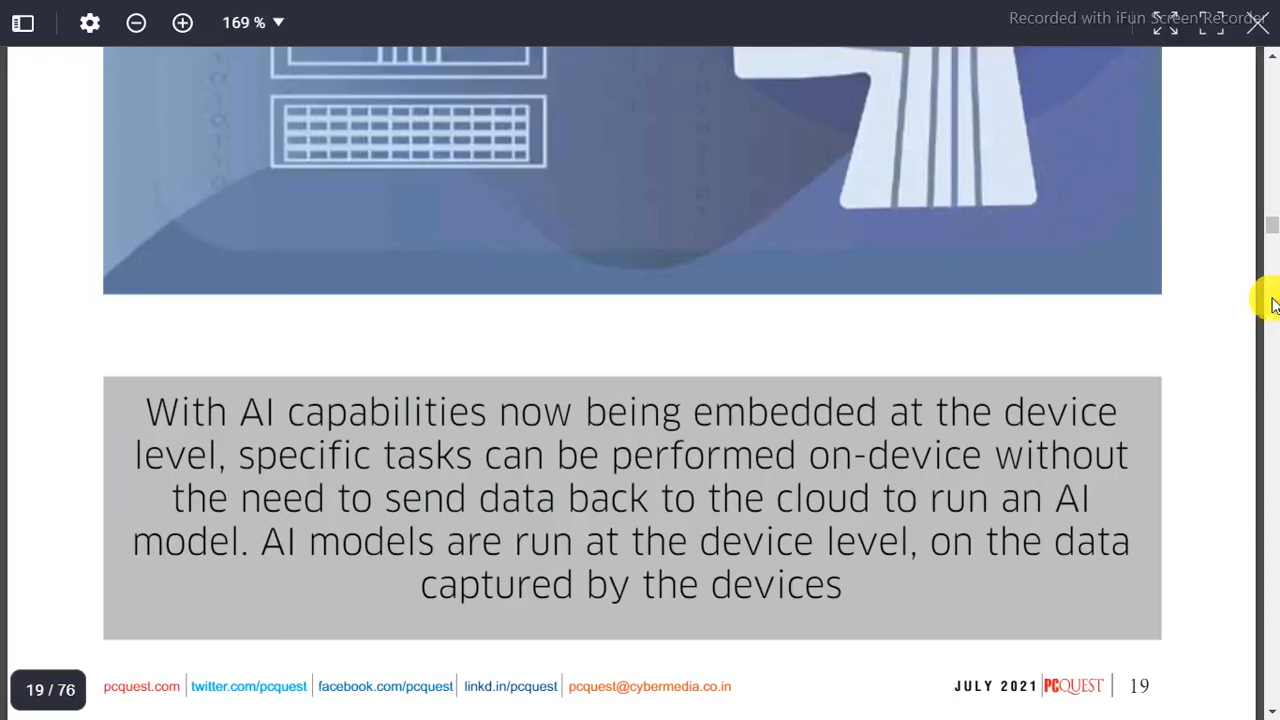 169 %
Recorded with iFun Screen Recorder
With AI capabilities now being embedded at the device
level, specific tasks can be performed on-device without
the need to send data back to the cloud to run an AI
model. AI models are run at the device level, on the data
captured by the devices
19 / 76
pcquest.com
twitter.com/pcquest
facebook.com/pcquest
linkd.in/pcquest
pcquest@cybermedia.co.in
JULY 2021 PCQUEST 19